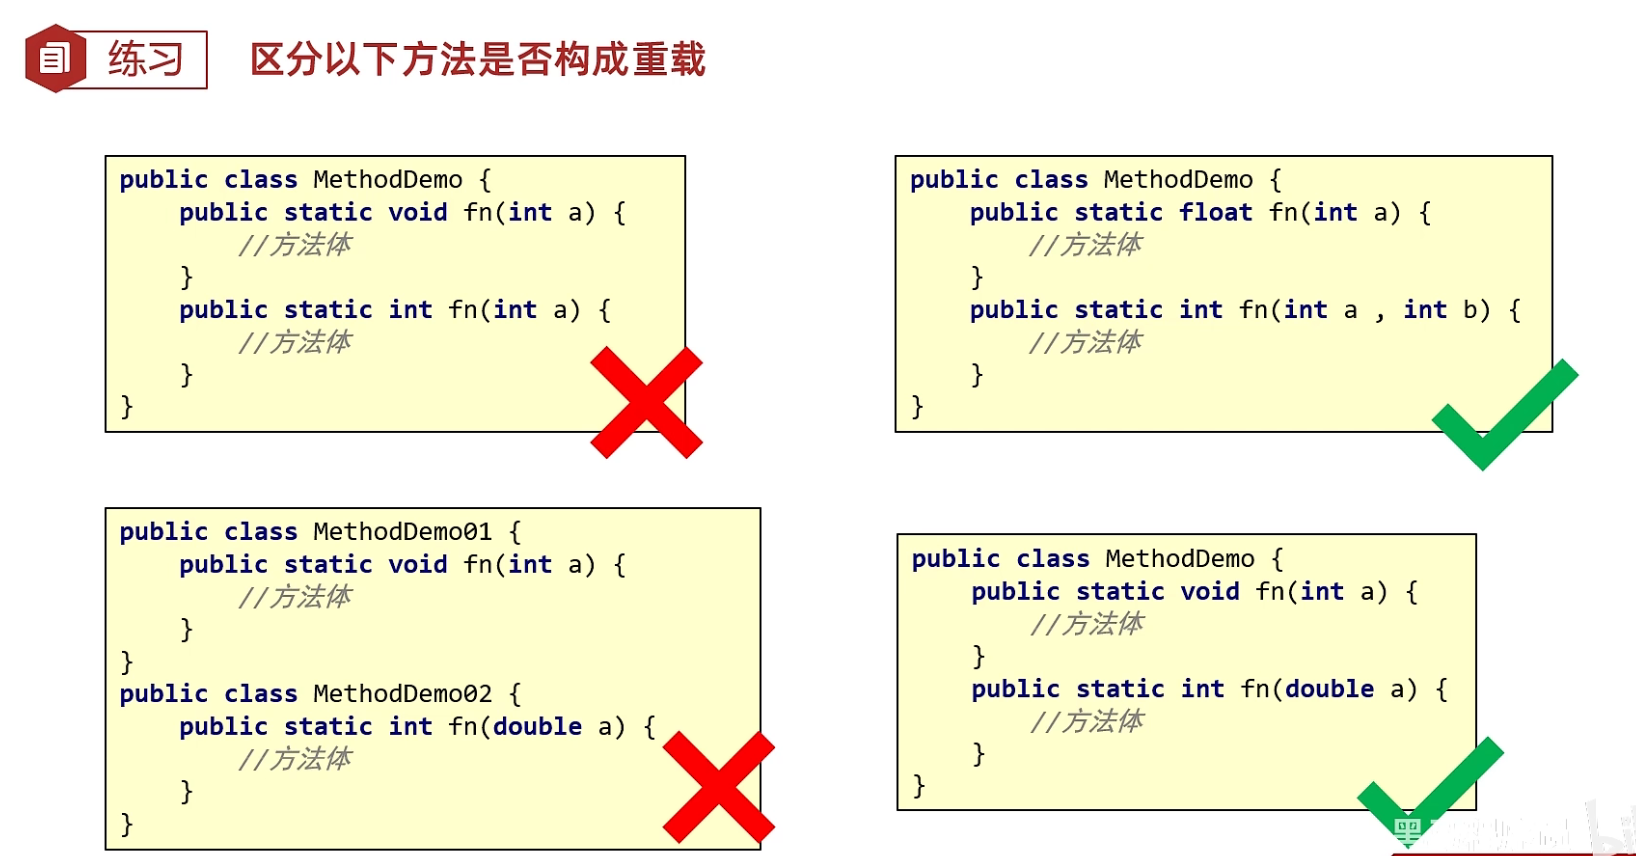 练习
区分以下方法是否构成重载
public class MethodDemo {
    public static void fn(int a) {
        //方法体
    }
    public static int fn(int a) {
        //方法体
    }
}
public class MethodDemo {
    public static float fn(int a) {
        //方法体
    }
    public static int fn(int a , int b) {
        //方法体
    }
}
public class MethodDemo01 {
    public static void fn(int a) {
        //方法体
    }
}
public class MethodDemo02 {
    public static int fn(double a) {
        //方法体
    }
}
public class MethodDemo {
    public static void fn(int a) {
        //方法体
    }
    public static int fn(double a) {
        //方法体
    }
}